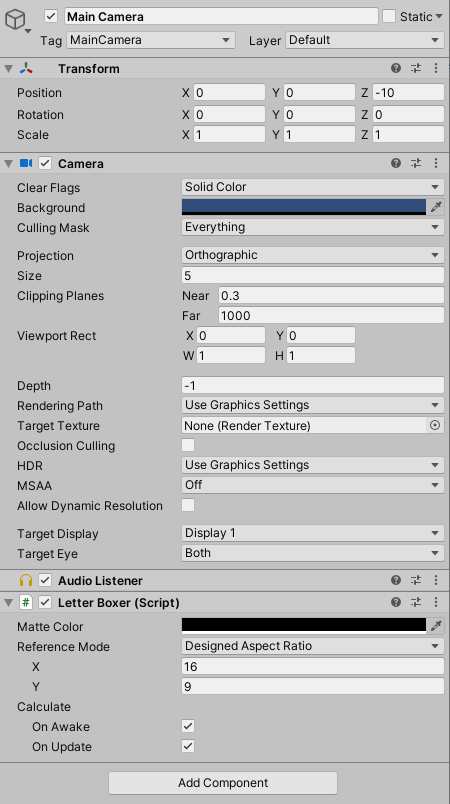 Main Camera Static
Tag MainCamera Layer Default
Transform
Position X 0 Y 0 Z -10
Rotation X 0 Y 0 Z 0
Scale X 1 Y 1 Z 1
Camera
Clear Flags Solid Color
Background
Culling Mask Everything
Projection Orthographic
Size 5
Clipping Planes Near 0.3
Far 1000
Viewport Rect X 0 Y 0
W 1 H 1
Depth -1
Rendering Path Use Graphics Settings
Target Texture None (Render Texture)
Occlusion Culling
HDR Use Graphics Settings
MSAA Off
Allow Dynamic Resolution
Target Display Display 1
Target Eye Both
Audio Listener
# Letter Boxer (Script)
Matte Color
Reference Mode Designed Aspect Ratio
X 16
Y 9
Calculate
On Awake
On Update
Add Component